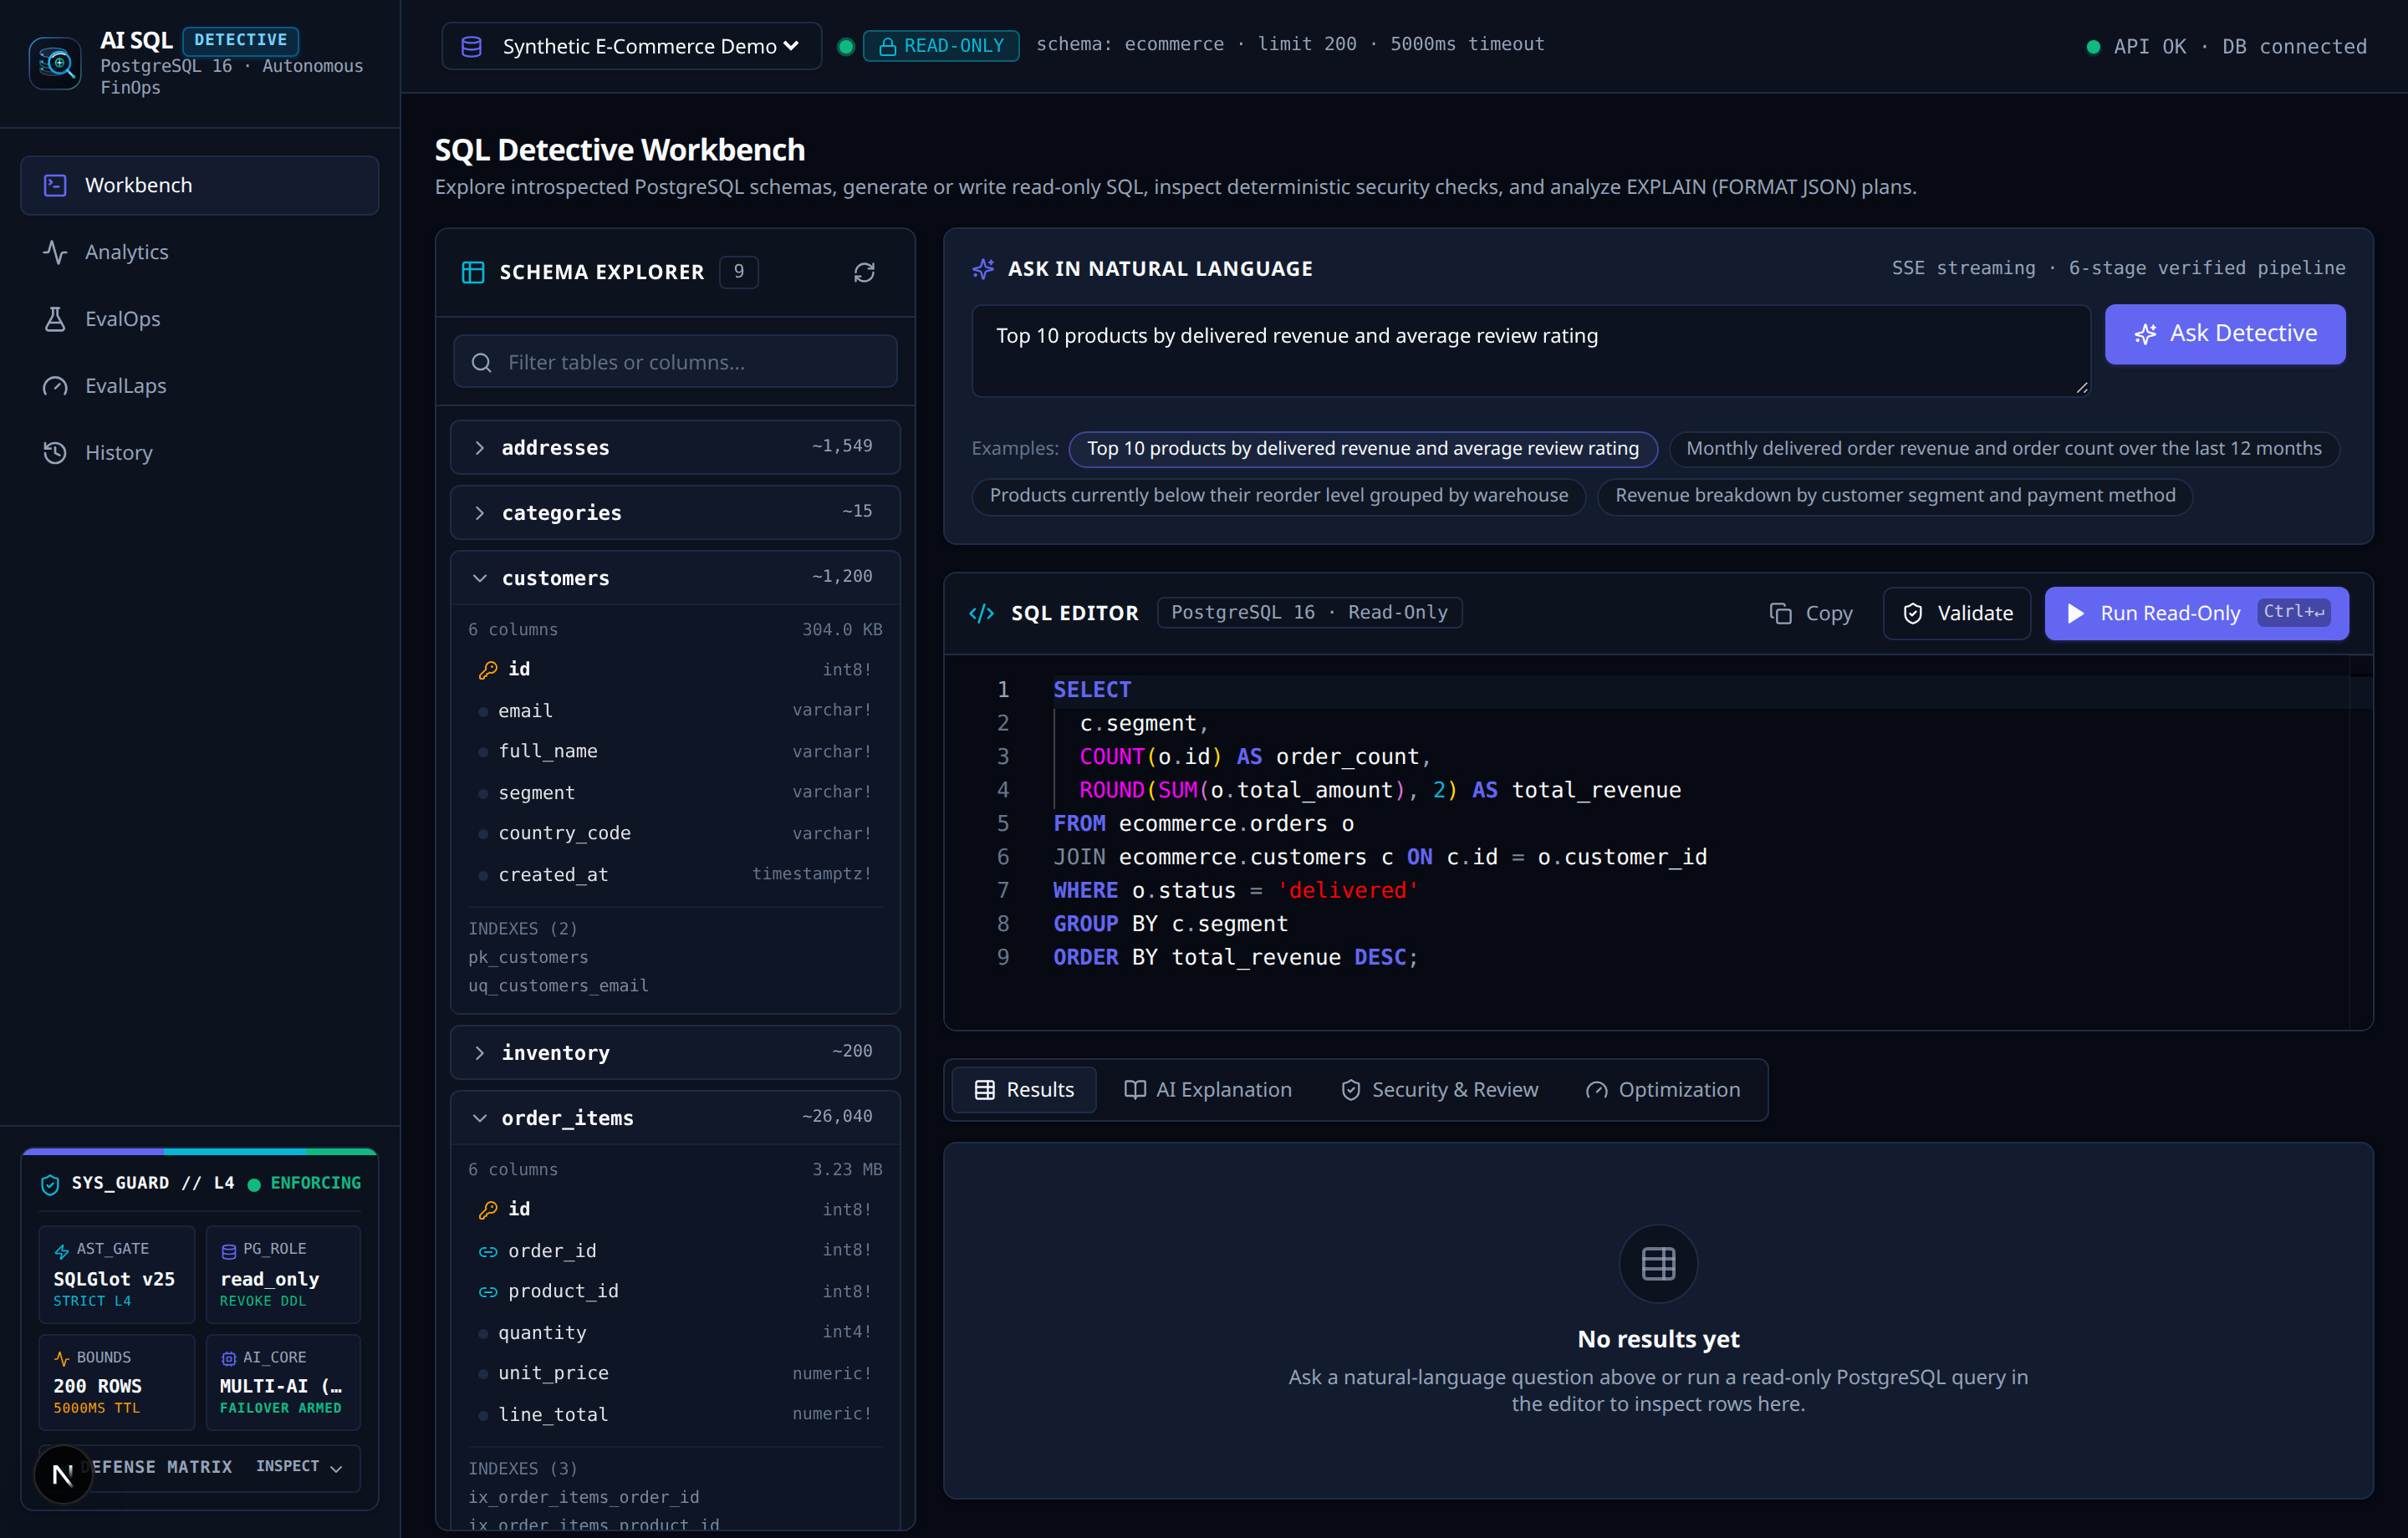 AI SQL DETECTIVE
PostgreSQL 16 · Autonomous
FinOps
Workbench
Analytics
EvalOps
EvalLaps
History
SYS_GUARD // L4 ENFORCING
AST_GATE
SQLGlot v25
STRICT L4
PG_ROLE
read_only
REVOKE DDL
BOUNDS
200 ROWS
5000MS TTL
AI_CORE
MULTI-AI (…
FAILOVER ARMED
N
EFENSE MATRIX INSPECT
Synthetic E-Commerce Demo
READ-ONLY
schema: ecommerce · limit 200 · 5000ms timeout
API OK · DB connected
SQL Detective Workbench
Explore introspected PostgreSQL schemas, generate or write read-only SQL, inspect deterministic security checks, and analyze EXPLAIN (FORMAT JSON) plans.
SCHEMA EXPLORER 9
Filter tables or columns...
addresses ~1,549
categories ~15
customers ~1,200
6 columns 304.0 KB
id int8!
email varchar!
full_name varchar!
segment varchar!
country_code varchar!
created_at timestamptz!
INDEXES (2)
pk_customers
uq_customers_email
inventory ~200
order_items ~26,040
6 columns 3.23 MB
id int8!
order_id int8!
product_id int8!
quantity int4!
unit_price numeric!
line_total numeric!
INDEXES (3)
ix_order_items_order_id
ix_order_items_product_id
ASK IN NATURAL LANGUAGE
SSE streaming · 6-stage verified pipeline
Top 10 products by delivered revenue and average review rating
Ask Detective
Examples: Top 10 products by delivered revenue and average review rating Monthly delivered order revenue and order count over the last 12 months
Products currently below their reorder level grouped by warehouse Revenue breakdown by customer segment and payment method
SQL EDITOR PostgreSQL 16 · Read-Only Copy Validate Run Read-Only Ctrl+↵
1 SELECT
2 c.segment,
3 COUNT(o.id) AS order_count,
4 ROUND(SUM(o.total_amount), 2) AS total_revenue
5 FROM ecommerce.orders o
6 JOIN ecommerce.customers c ON c.id = o.customer_id
7 WHERE o.status = 'delivered'
8 GROUP BY c.segment
9 ORDER BY total_revenue DESC;
Results AI Explanation Security & Review Optimization
No results yet
Ask a natural-language question above or run a read-only PostgreSQL query in
the editor to inspect rows here.